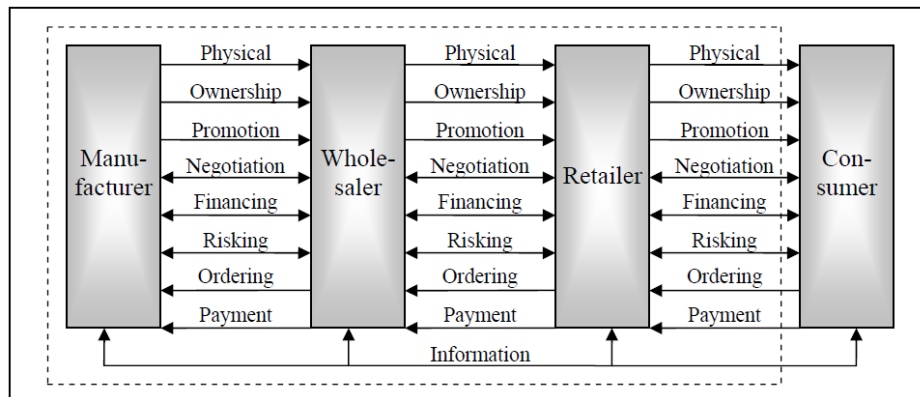 Physical Physical Physical
Ownership Ownership Ownership
Promotion Promotion Promotion
Manu-
facturer
Whole-
saler
Retailer
Con-
sumer
Negotiation Negotiation Negotiation
Financing Financing Financing
Risking Risking Risking
Ordering Ordering Ordering
Payment Payment Payment
Information